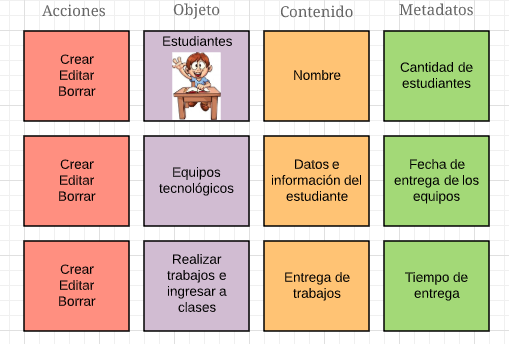 Acciones Objeto Contenido Metadatos
Crear
Editar
Borrar
Estudiantes
Nombre
Cantidad de
estudiantes
Crear
Editar
Borrar
Equipos
tecnológicos
Datos e
información del
estudiante
Fecha de
entrega de los
equipos
Crear
Editar
Borrar
Realizar
trabajos e
ingresar a
clases
Entrega de
trabajos
Tiempo de
entrega